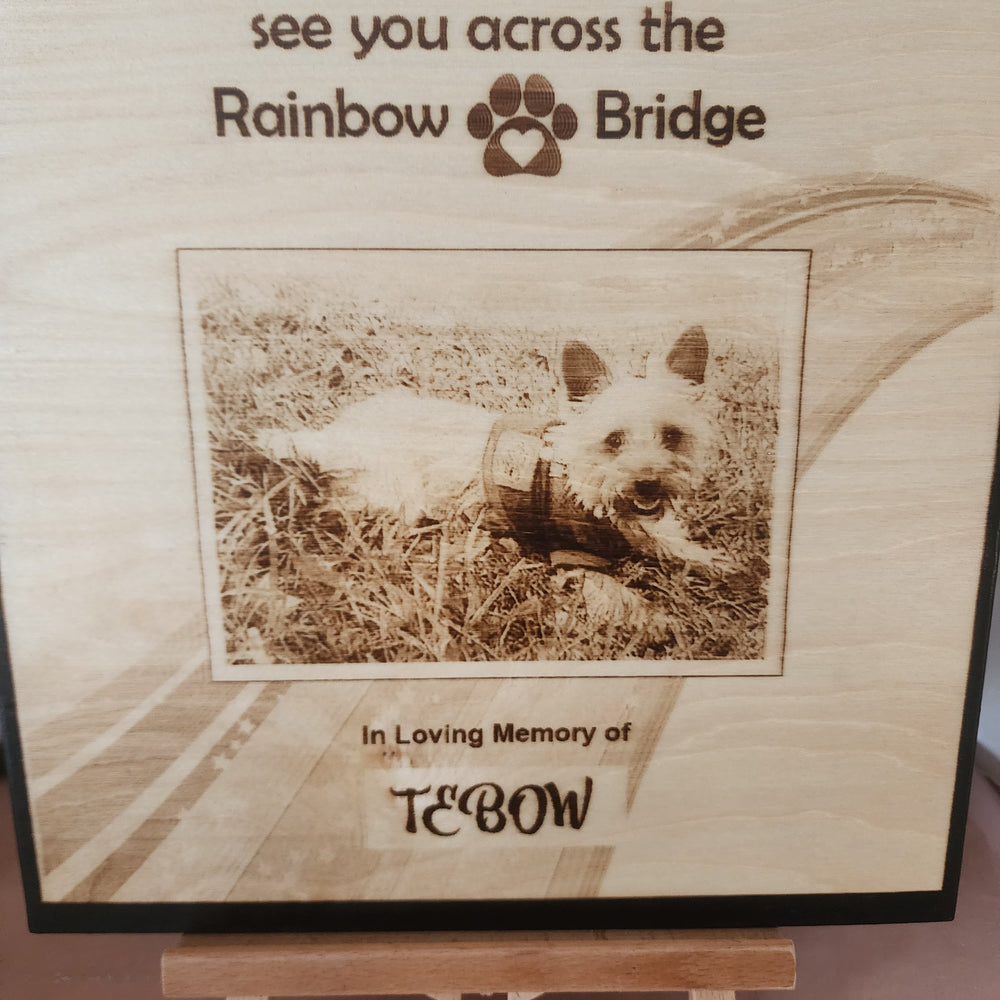 see you across the
Rainbow Bridge
In Loving Memory of
TEBOW